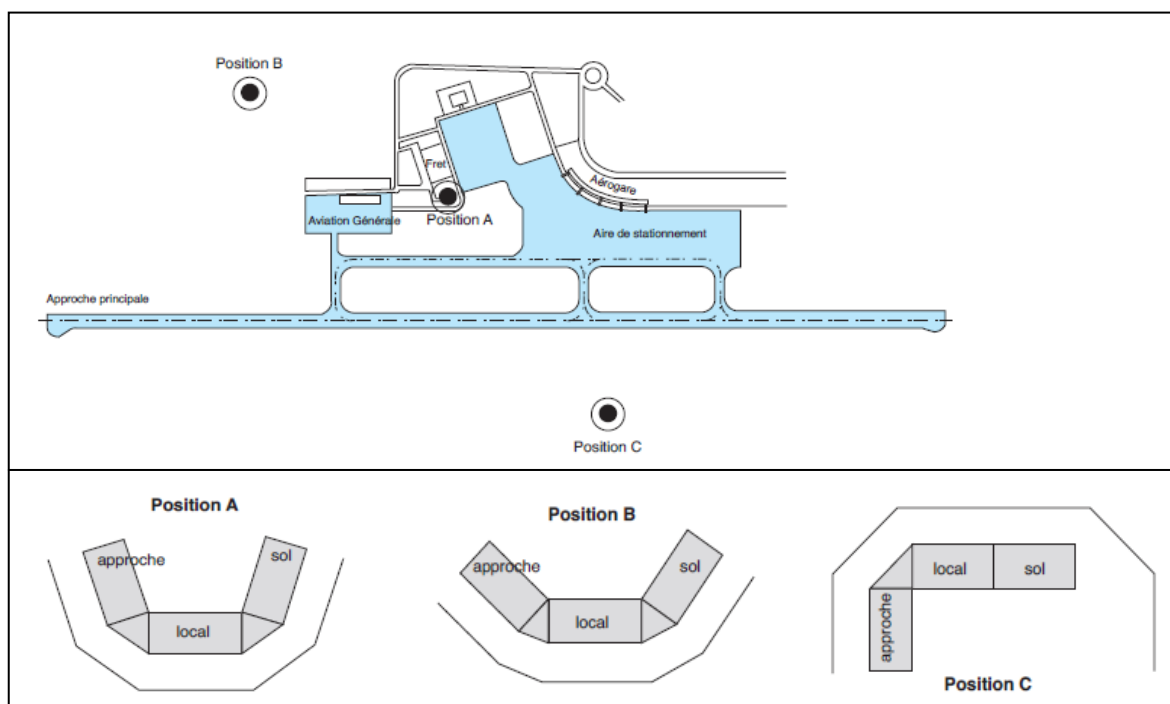 Position B
Fret
Aérogare
Aviation Générale
Position A
Aire de stationnement
Approche principale
Position C
Position A
approche
sol
local
Position B
approche
sol
local
local
sol
approche
Position C